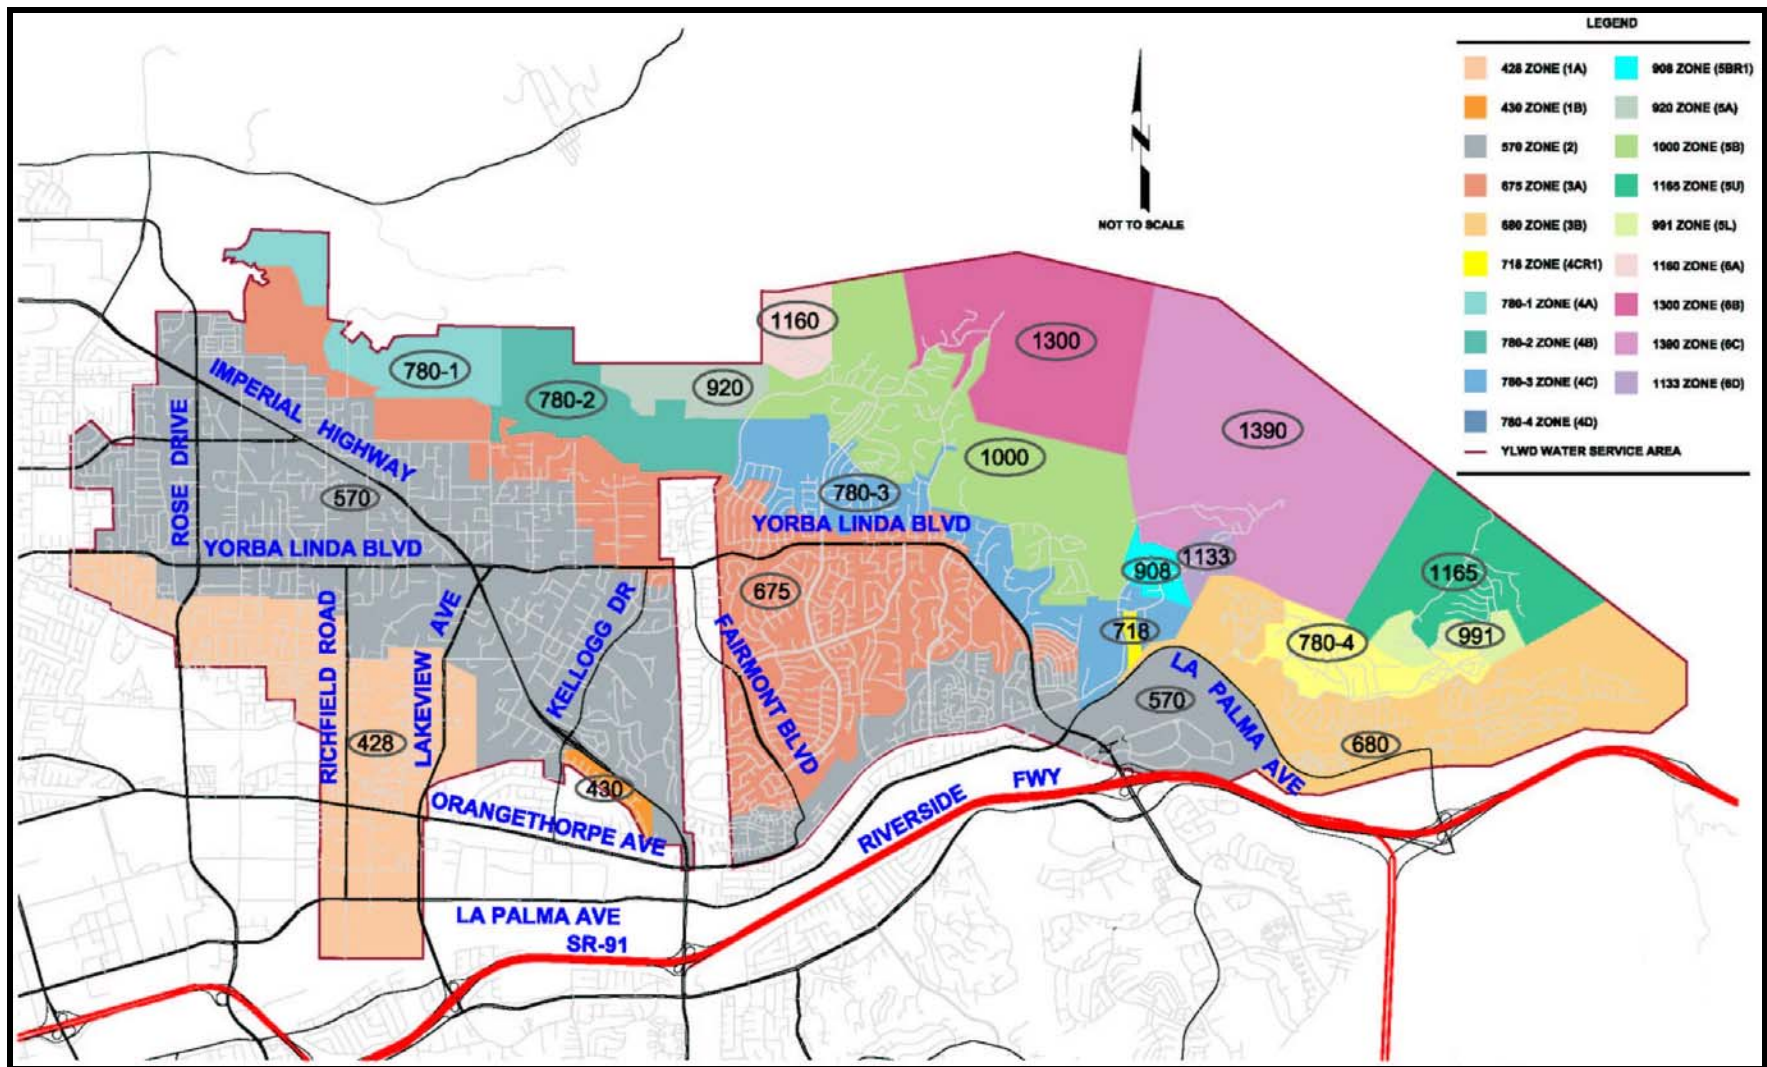 LEGEND
428 ZONE (1A)
430 ZONE (1B)
570 ZONE (2)
675 ZONE (3A)
680 ZONE (3B)
718 ZONE (4CR1)
780-1 ZONE (4A)
780-2 ZONE (4B)
780-3 ZONE (4C)
780-4 ZONE (4D)
908 ZONE (5BR1)
920 ZONE (5A)
1000 ZONE (5B)
1165 ZONE (5U)
991 ZONE (5L)
1160 ZONE (6A)
1300 ZONE (6B)
1390 ZONE (6C)
1133 ZONE (6D)
YLWD WATER SERVICE AREA
N
NOT TO SCALE
1160
1300
780-1
780-2
920
1390
1000
780-3
570
IMPERIAL HIGHWAY
ROSE DRIVE
YORBA LINDA BLVD
YORBA LINDA BLVD
1133
908
1165
675
718
780-4
991
RICHFIELD ROAD
LAKEVIEW AVE
KELLOGG DR
FAIRMONT BLVD
LA PALMA AVE
570
680
428
430
ORANGETHORPE AVE
RIVERSIDE FWY
LA PALMA AVE
SR-91